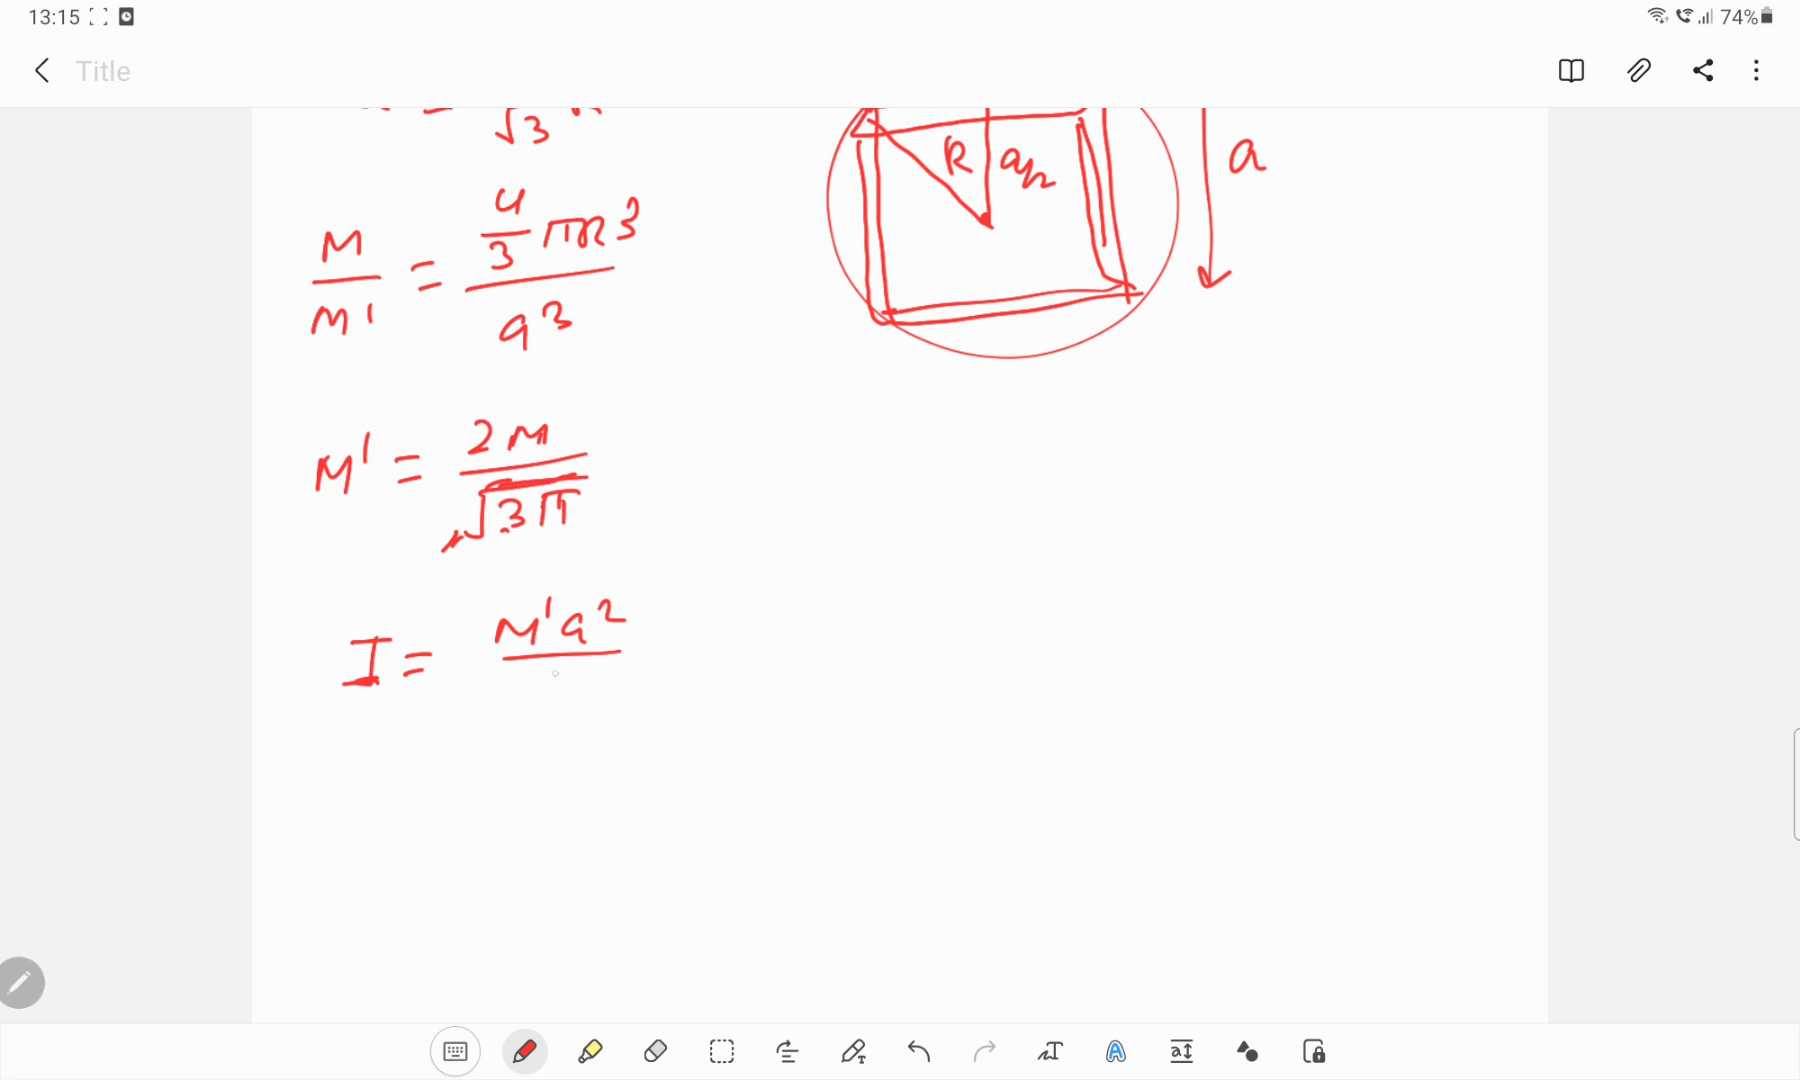 13:15 74%
Title
= √3 R
M/M' = 4/3 πR3/a3
R a/2 a
M' = 2M/√3π
I = M'a2